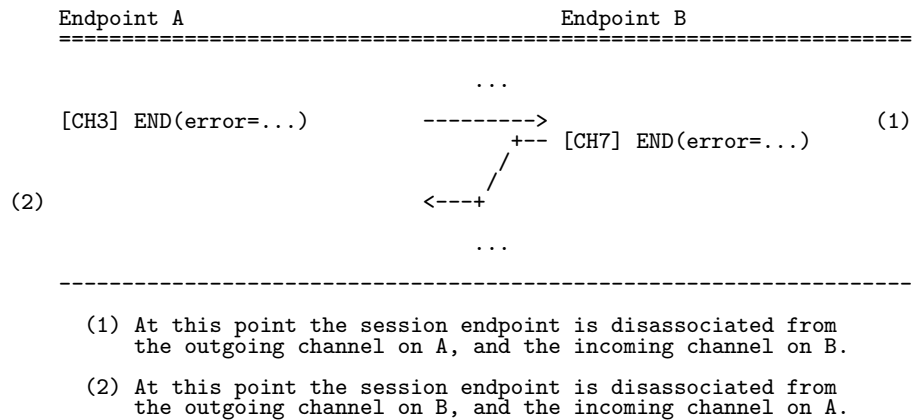 Endpoint A                                   Endpoint B
====================================================================
...
[CH3] END(error=...)         ---------->                         (1)
+-- [CH7] END(error=...)
/
/
(2)                              <---+
...
--------------------------------------------------------------------
(1) At this point the session endpoint is disassociated from
the outgoing channel on A, and the incoming channel on B.
(2) At this point the session endpoint is disassociated from
the outgoing channel on B, and the incoming channel on A.